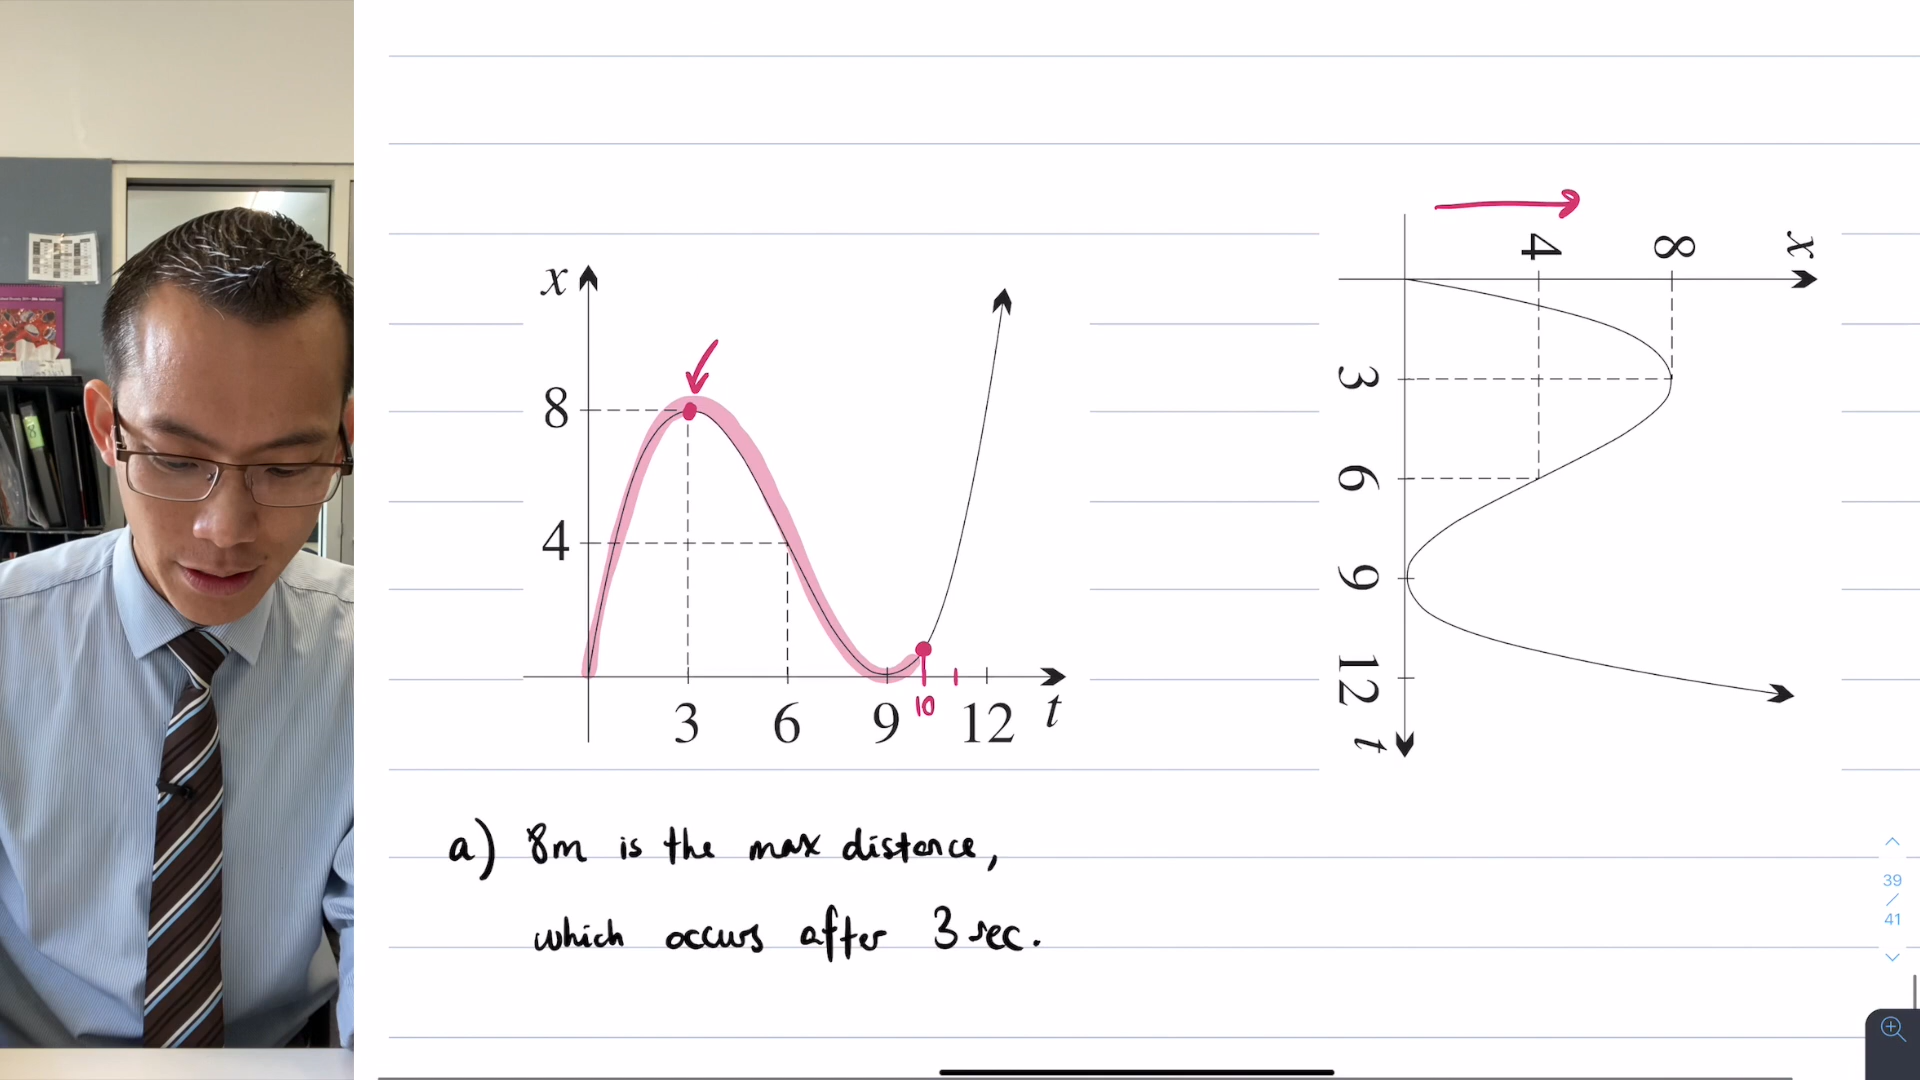 x
8
4
3
6
9
10
12
t
4
8
x
3
6
9
12
t
a) 8m is the max distance,
which occurs after 3 sec.
39
/
41